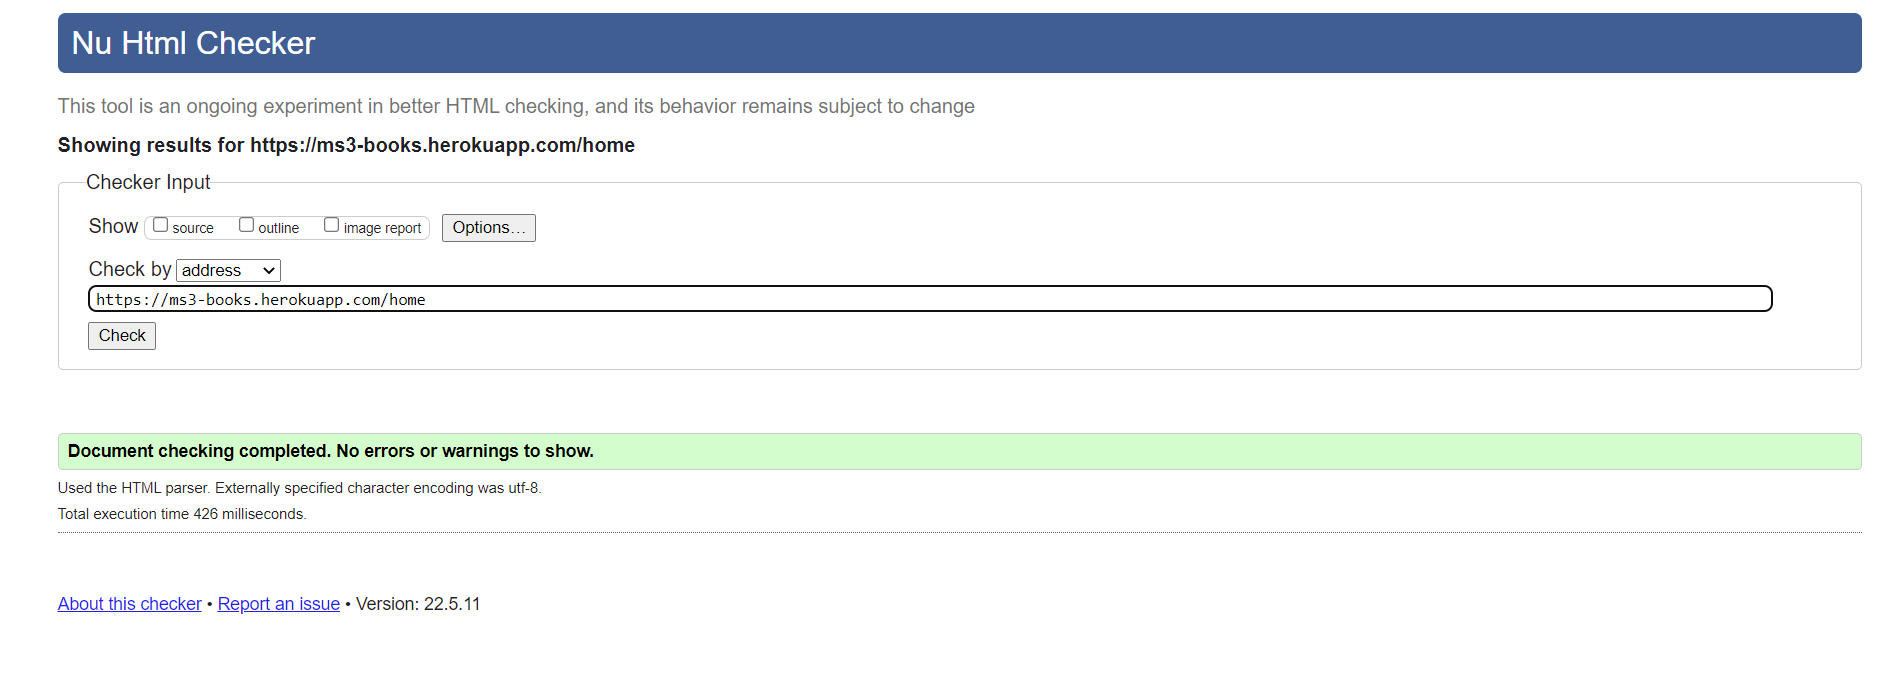 Nu Html Checker
This tool is an ongoing experiment in better HTML checking, and its behavior remains subject to change
Showing results for https://ms3-books.herokuapp.com/home
Checker Input
Show source outline image report Options...
Check by address
https://ms3-books.herokuapp.com/home
Check
Document checking completed. No errors or warnings to show.
Used the HTML parser. Externally specified character encoding was utf-8.
Total execution time 426 milliseconds.
About this checker • Report an issue • Version: 22.5.11